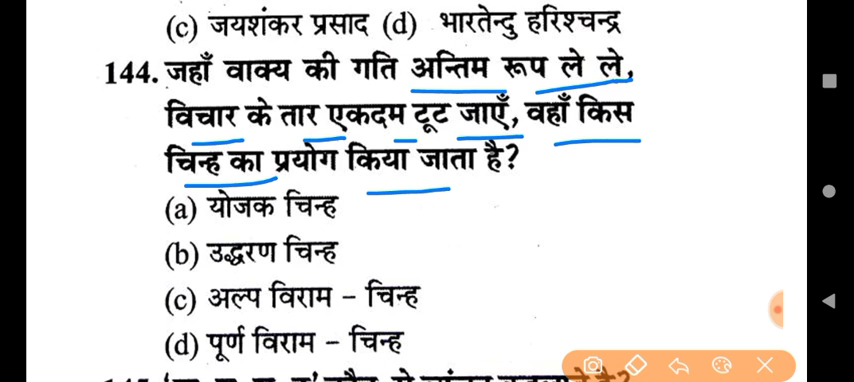 (c) जयशंकर प्रसाद (d) भारतेन्दु हरिश्चन्द्र
144. जहाँ वाक्य की गति अन्तिम रूप ले ले,
विचार के तार एकदम टूट जाएँ, वहाँ किस
चिन्ह का प्रयोग किया जाता है?
(a) योजक चिन्ह
(b) उद्धरण चिन्ह
(c) अल्प विराम - चिन्ह
(d) पूर्ण विराम - चिन्ह